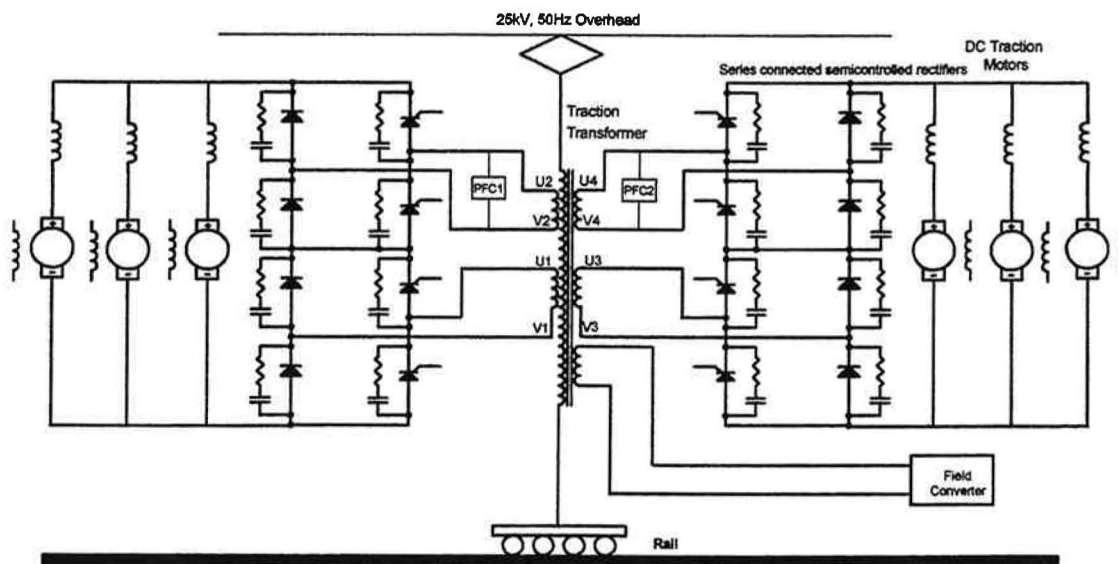 25kV, 50Hz Overhead
DC Traction
Motors
Series connected semicontrolled rectifiers
Traction
Transformer
U2
U4
PFC1
PFC2
V2
V4
U1
U3
V1
V3
+
+
+
+
+
+
-
-
-
-
-
-
Field
Converter
Rail